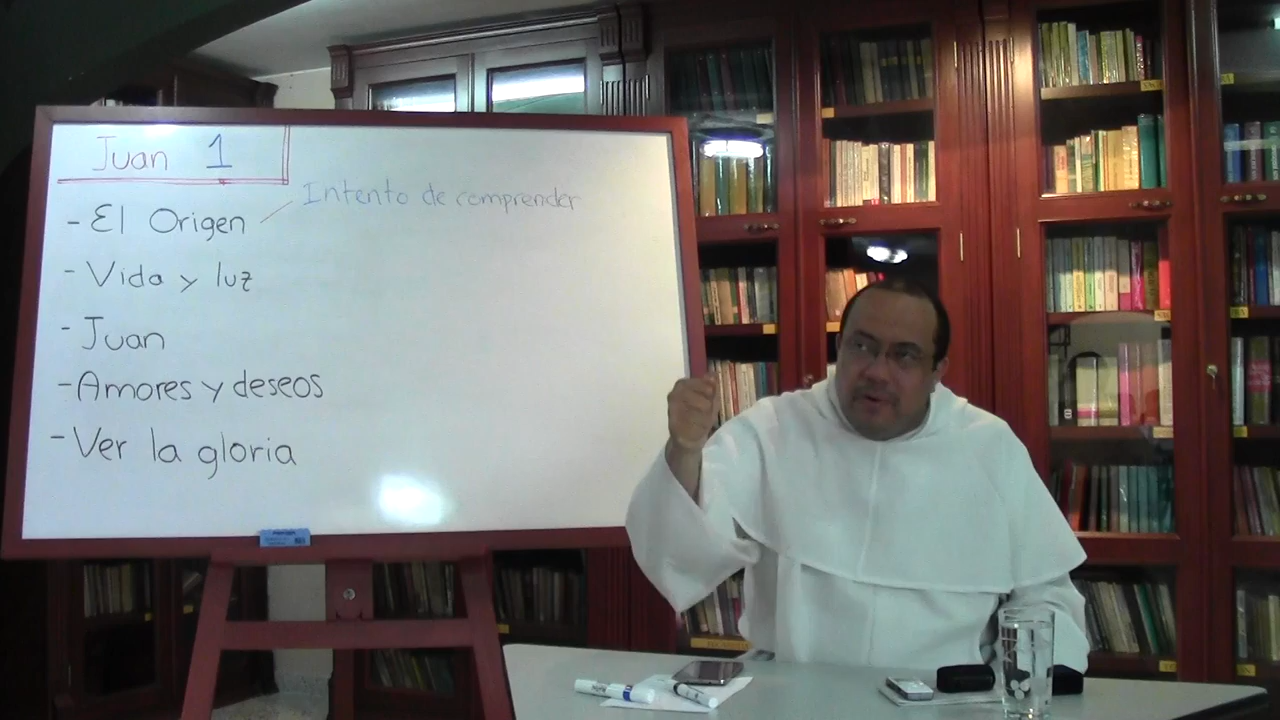 Juan 1
Intento de comprender
- El Origen
- Vida y luz
- Juan
- Amores y deseos
- Ver la gloria